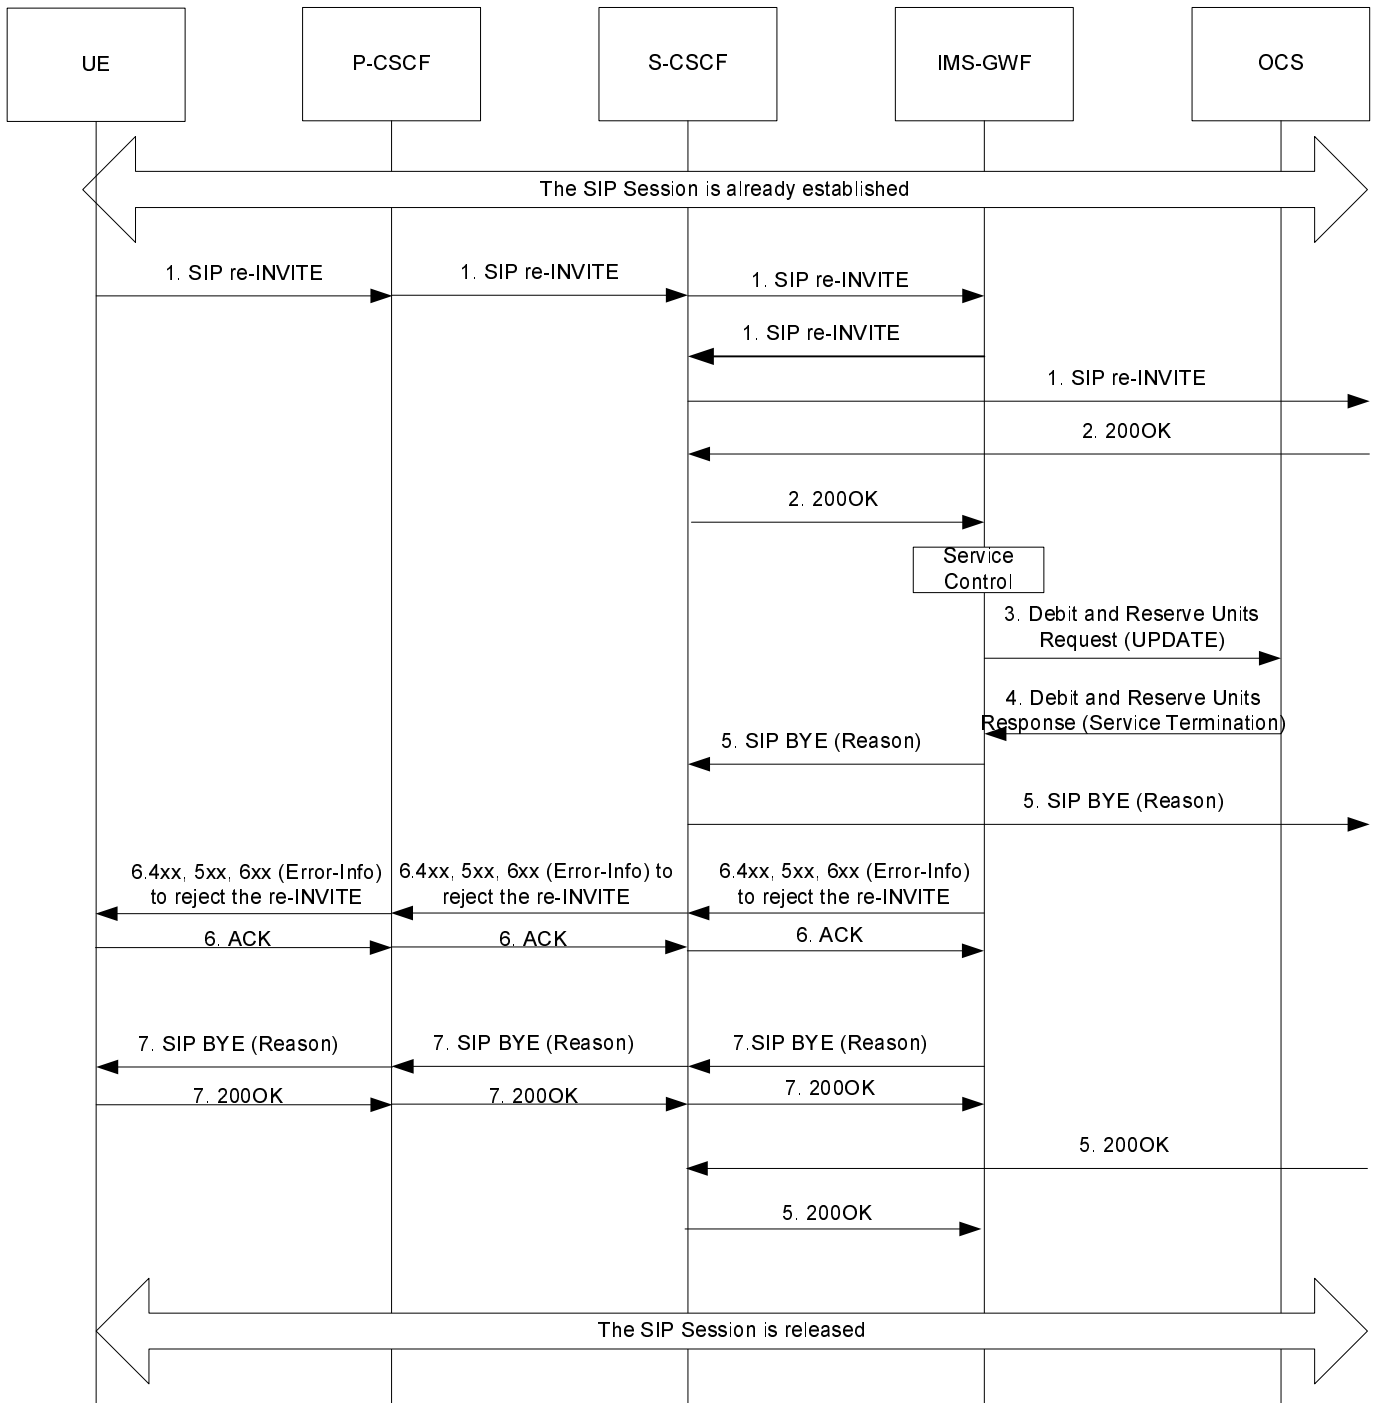 UE
P-CSCF
S-CSCF
IMS-GWF
OCS
The SIP Session is already established
1. SIP re-INVITE
1. SIP re-INVITE
1. SIP re-INVITE
1. SIP re-INVITE
1. SIP re-INVITE
2. 200OK
2. 200OK
Service
Control
3. Debit and Reserve Units
Request (UPDATE)
4. Debit and Reserve Units
Response (Service Termination)
5. SIP BYE (Reason)
5. SIP BYE (Reason)
6.4xx, 5xx, 6xx (Error-Info)
to reject the re-INVITE
6.4xx, 5xx, 6xx (Error-Info) to
reject the re-INVITE
6.4xx, 5xx, 6xx (Error-Info)
to reject the re-INVITE
6. ACK
6. ACK
6. ACK
7. SIP BYE (Reason)
7. SIP BYE (Reason)
7.SIP BYE (Reason)
7. 200OK
7. 200OK
7. 200OK
5. 200OK
5. 200OK
The SIP Session is released